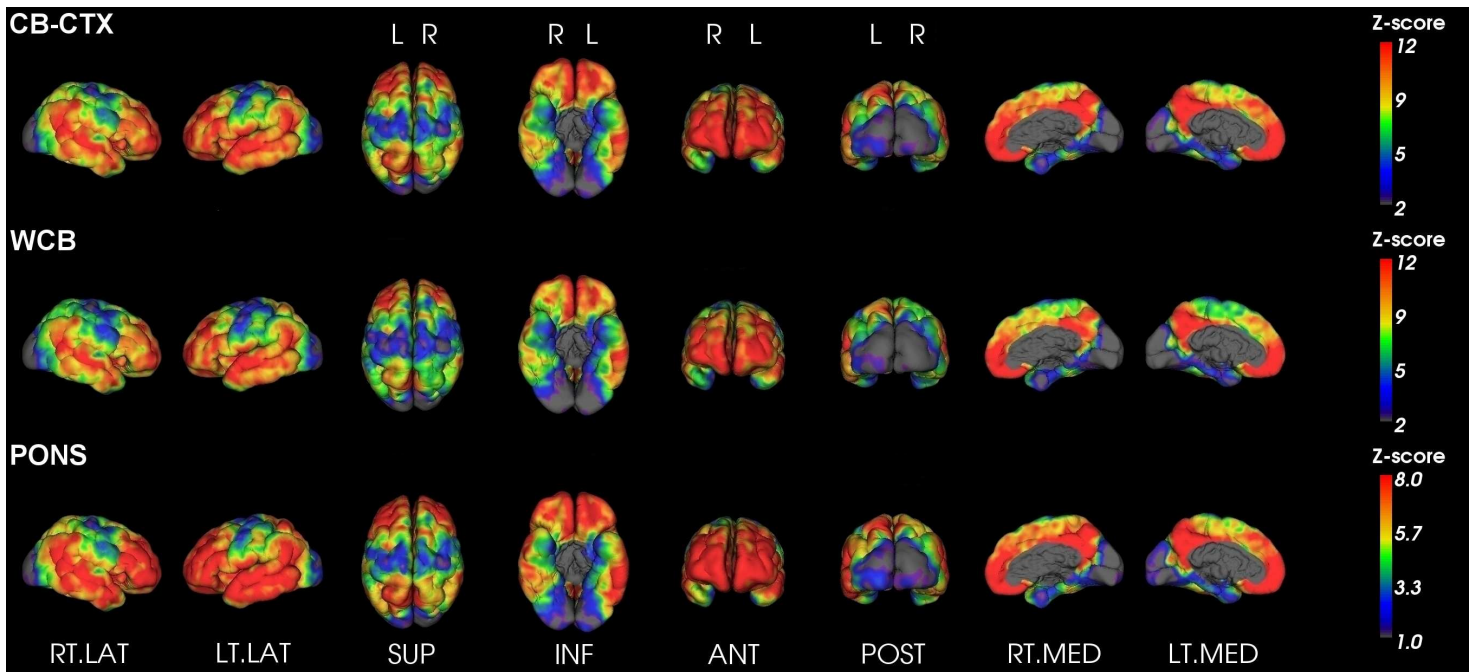 CB-CTX
L R
R L
R L
L R
Z-score
12
9
5
2
WCB
Z-score
12
9
5
2
PONS
Z-score
8.0
5.7
3.3
1.0
RT.LAT
LT.LAT
SUP
INF
ANT
POST
RT.MED
LT.MED